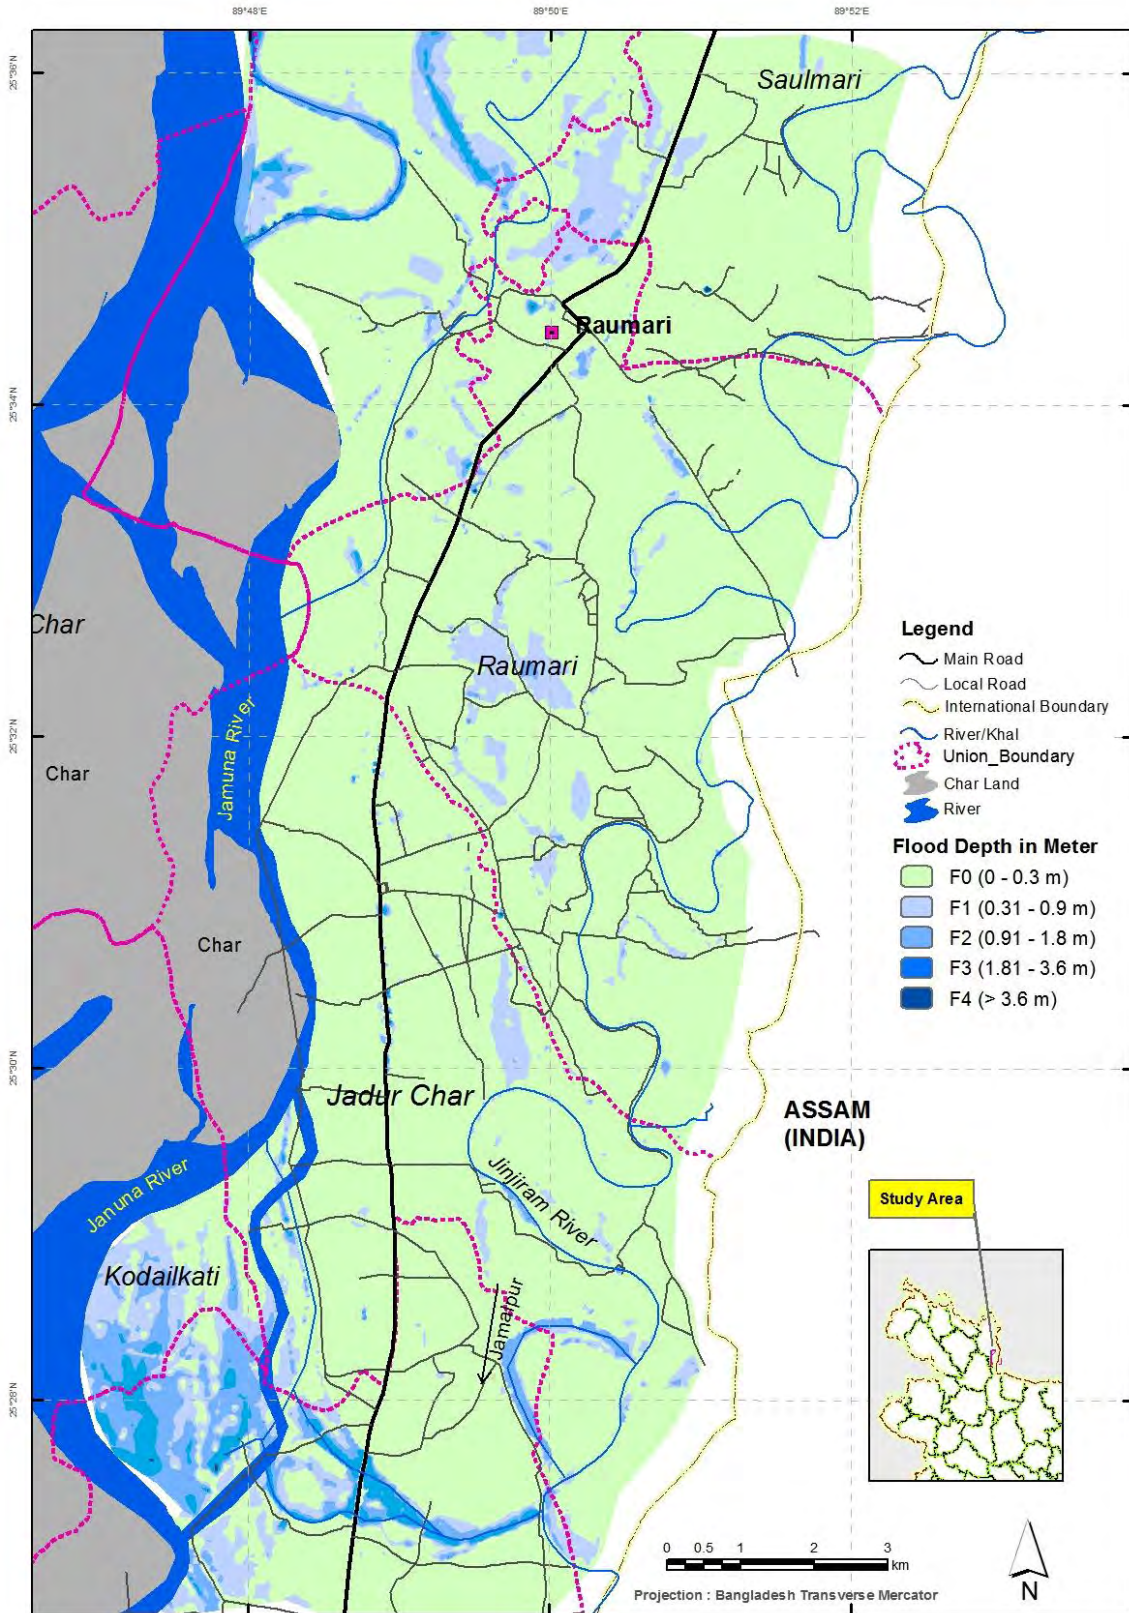 89°48'E
89°50'E
89°52'E
25°36'N
Saulmari
Raumari
25°34'N
Char
Raumari
Legend
Main Road
Local Road
International Boundary
River/Khal
Union_Boundary
Char Land
River
25°32'N
Char
Jamuna River
Flood Depth in Meter
F0 (0 - 0.3 m)
F1 (0.31 - 0.9 m)
F2 (0.91 - 1.8 m)
F3 (1.81 - 3.6 m)
F4 (> 3.6 m)
Char
25°30'N
Jadur Char
ASSAM
(INDIA)
Januna River
Jinjiram River
Study Area
Kodailkati
Jamalpur
25°28'N
0 0.5 1 2 3
km
Projection : Bangladesh Transverse Mercator
N